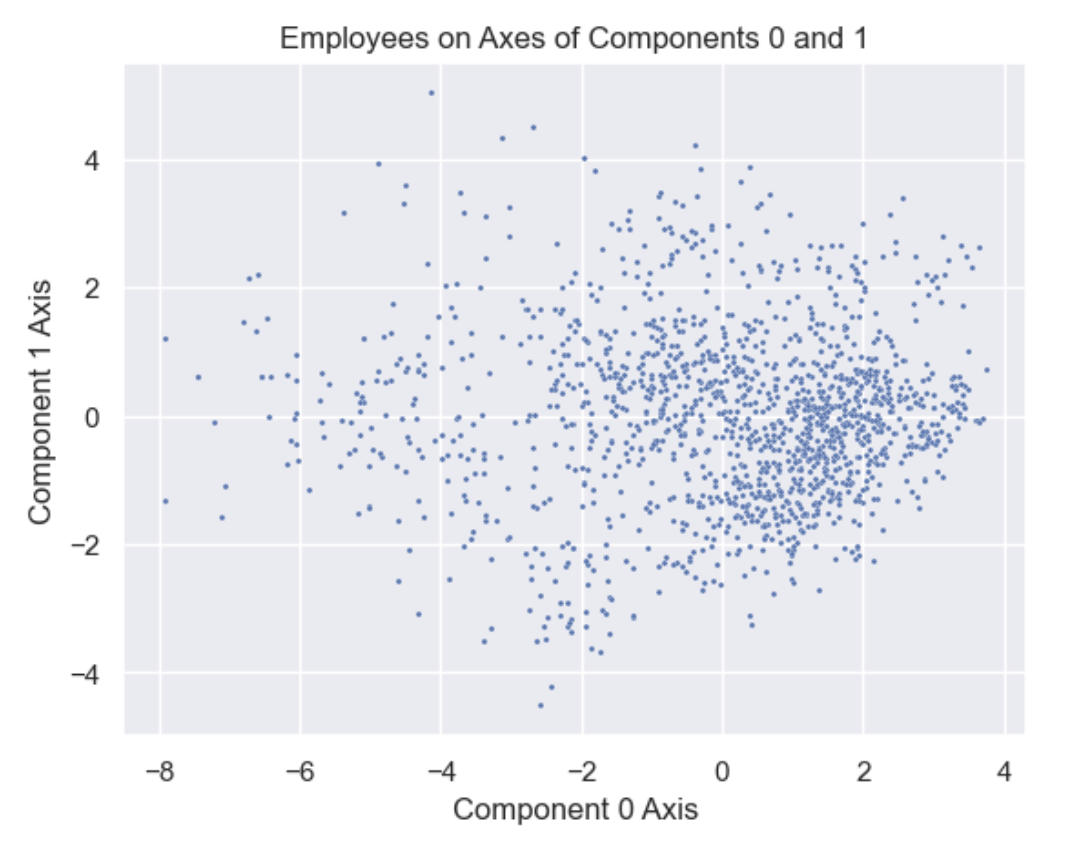 Employees on Axes of Components 0 and 1
4
2
0
−2
−4
Component 1 Axis
−8 −6 −4 −2 0 2 4
Component 0 Axis